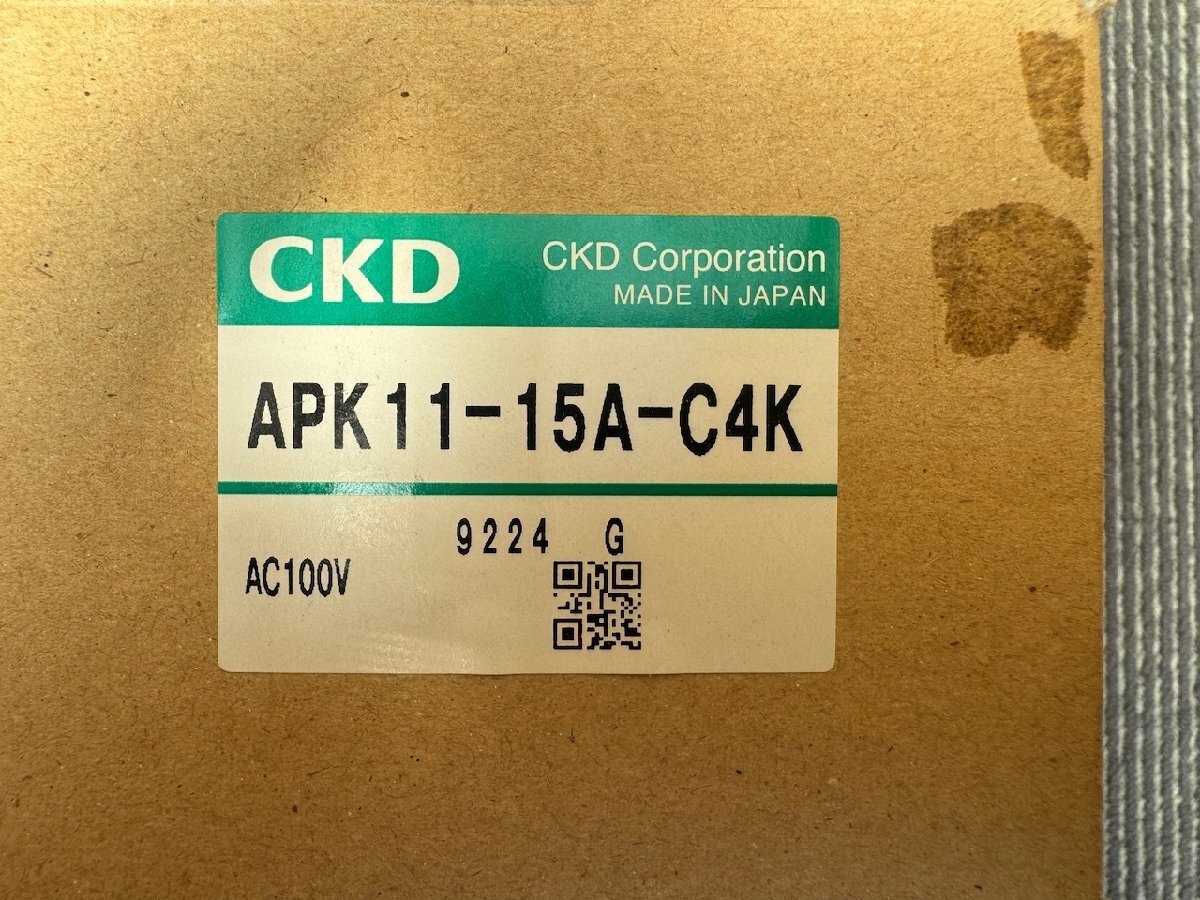 CKD
CKD Corporation
MADE IN JAPAN
APK11-15A-C4K
9224 G
AC100V